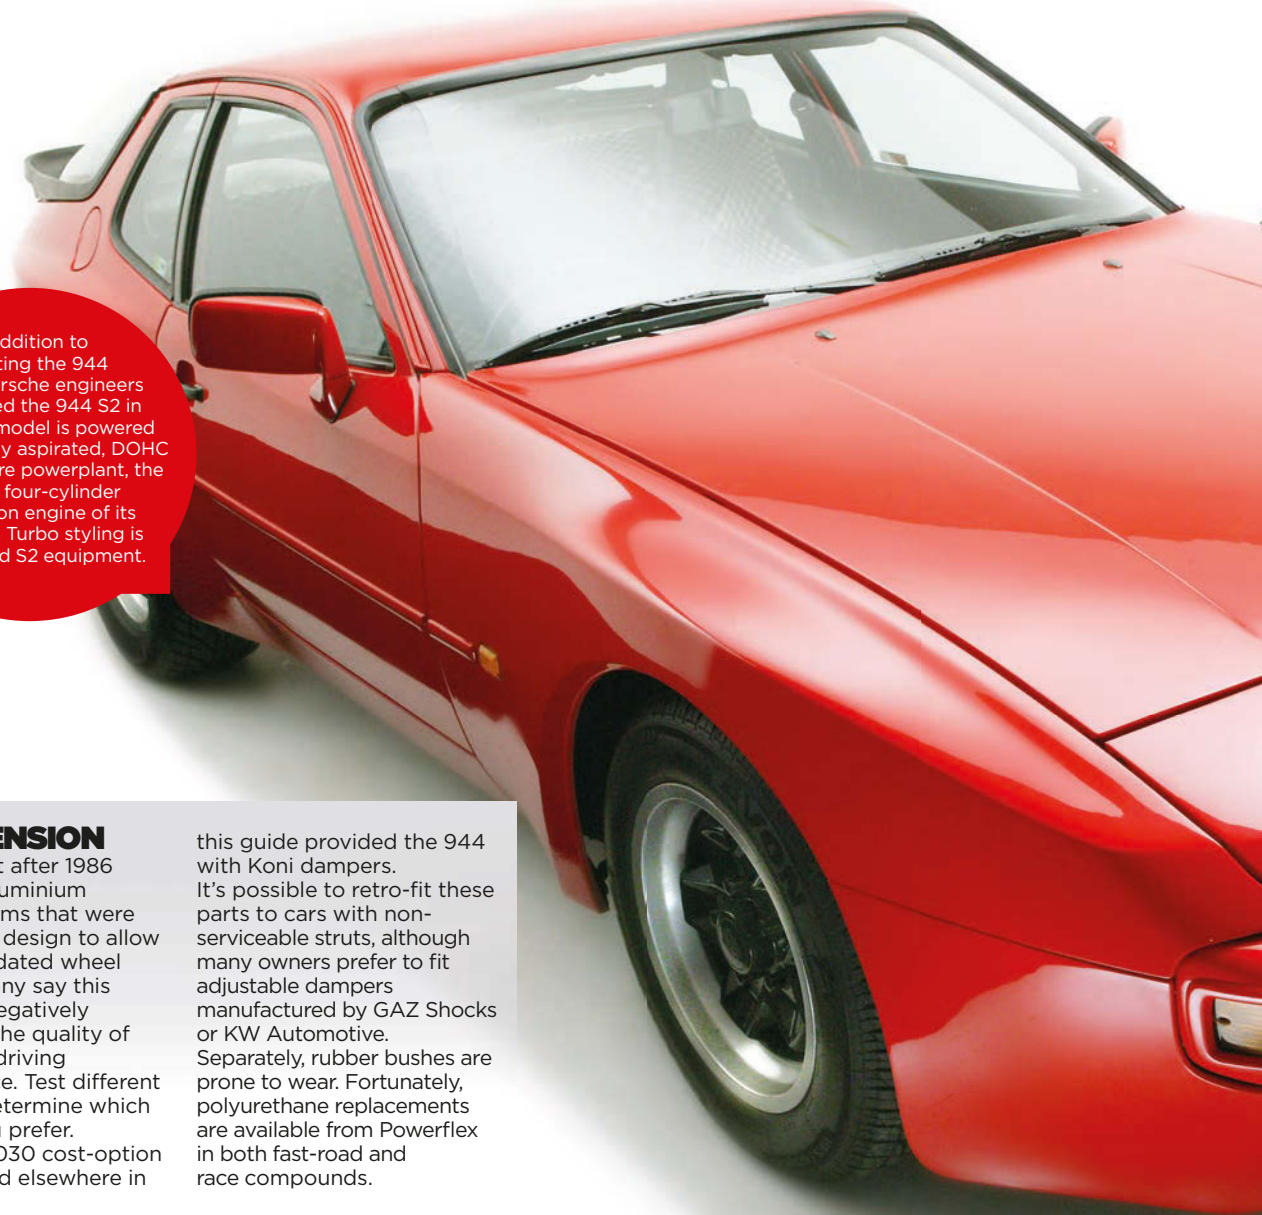 ddition to
ting the 944
rsche engineers
ed the 944 S2 in
model is powered
y aspirated, DOHC
re powerplant, the
four-cylinder
on engine of its
Turbo styling is
d S2 equipment.
ENSION
t after 1986
uminium
ms that were
design to allow
dated wheel
ny say this
egatively
he quality of
driving
e. Test different
etermine which
prefer.
030 cost-option
d elsewhere in
this guide provided the 944
with Koni dampers.
It's possible to retro-fit these
parts to cars with non-
serviceable struts, although
many owners prefer to fit
adjustable dampers
manufactured by GAZ Shocks
or KW Automotive.
Separately, rubber bushes are
prone to wear. Fortunately,
polyurethane replacements
are available from Powerflex
in both fast-road and
race compounds.